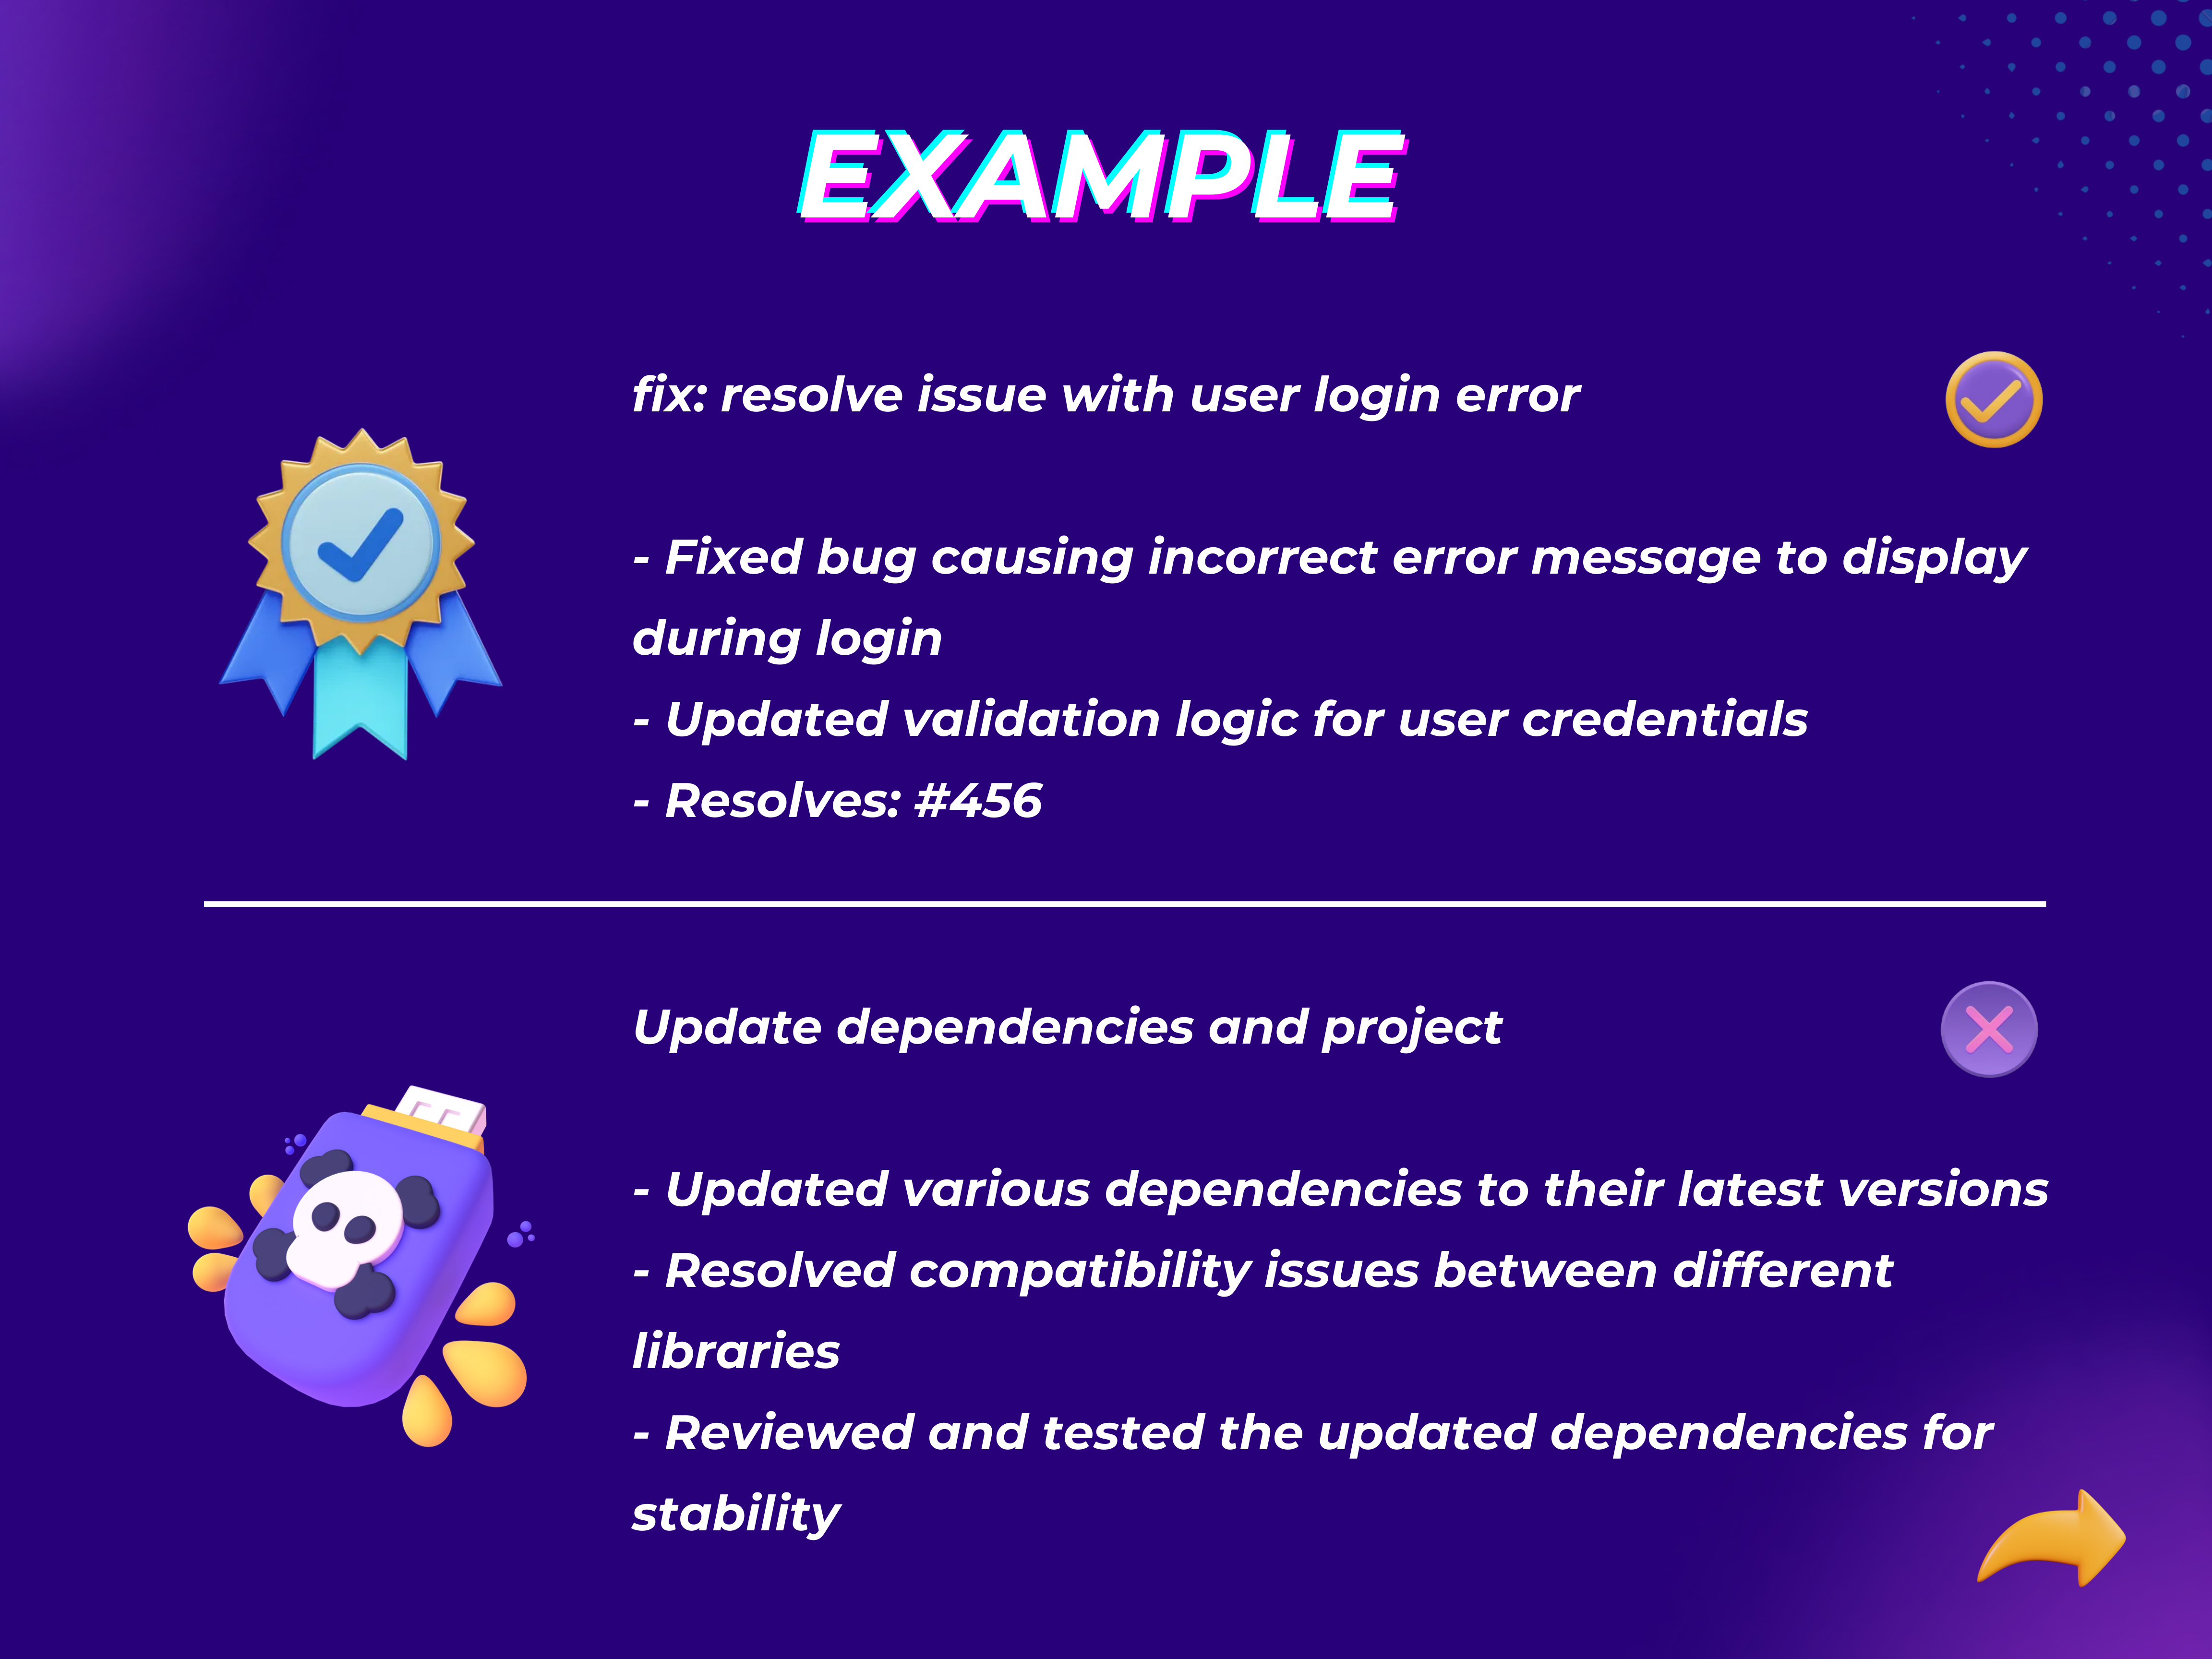 EXAMPLE
fix: resolve issue with user login error
- Fixed bug causing incorrect error message to display
during login
- Updated validation logic for user credentials
- Resolves: #456
Update dependencies and project
- Updated various dependencies to their latest versions
- Resolved compatibility issues between different
libraries
- Reviewed and tested the updated dependencies for
stability